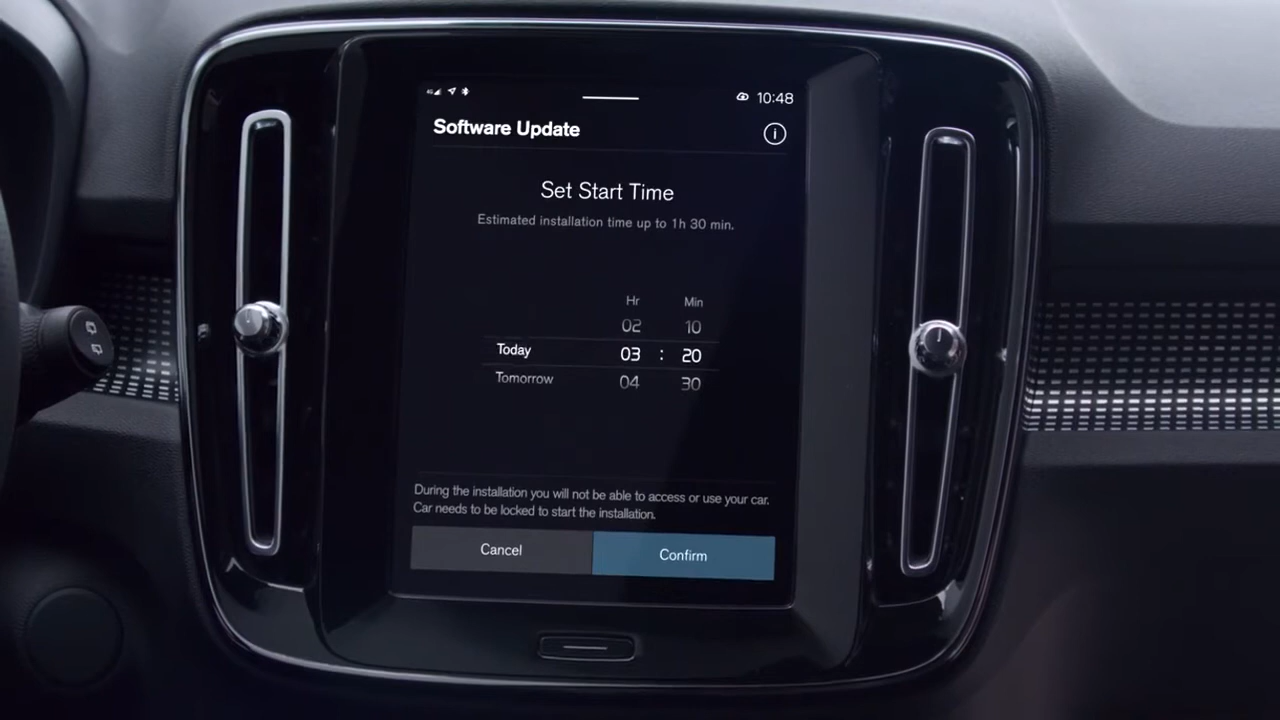 10:48
Software Update
Set Start Time
Estimated installation time up to 1h 30 min.
Hr Min
02 10
Today 03 : 20
Tomorrow 04 30
During the installation you will not be able to access or use your car.
Car needs to be locked to start the installation.
Cancel Confirm